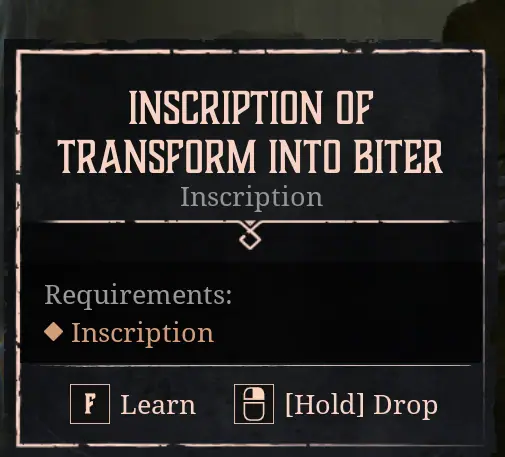 INSCRIPTION OF
TRANSFORM INTO BITER
Inscription
Requirements:
Inscription
F Learn [Hold] Drop